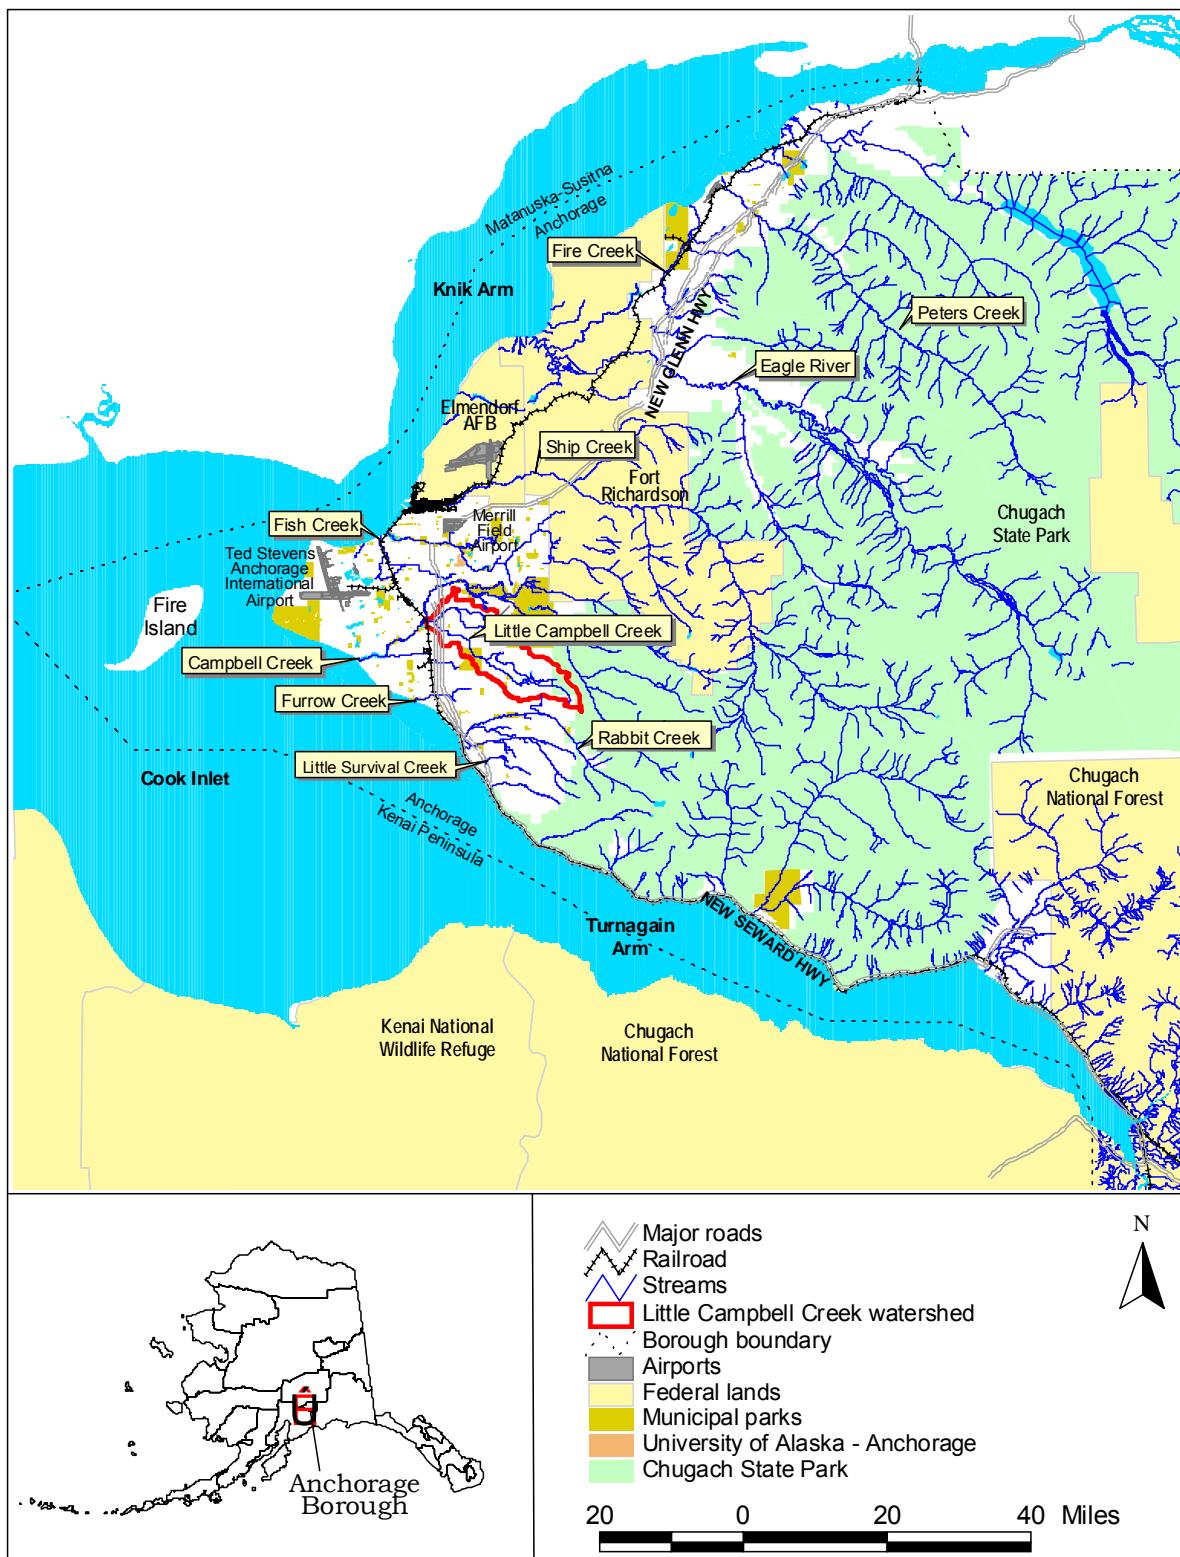 Matanuska-Susitna
Anchorage
Fire Creek
Knik Arm
NEW GLENN HWY
Peters Creek
Eagle River
Elmendorf
AFB
Ship Creek
Fort
Richardson
Chugach
State Park
Fish Creek
Merrill
Field
Airport
Ted Stevens
Anchorage
International
Airport
Fire
Island
Little Campbell Creek
Campbell Creek
Furrow Creek
Rabbit Creek
Little Survival Creek
Cook Inlet
Anchorage
Kenai Peninsula
Chugach
National Forest
Turnagain
Arm
NEW SEWARD HWY
Kenai National
Wildlife Refuge
Chugach
National Forest
Anchorage
Borough
Major roads
Railroad
Streams
Little Campbell Creek watershed
Borough boundary
Airports
Federal lands
Municipal parks
University of Alaska - Anchorage
Chugach State Park
N
20 0 20 40 Miles